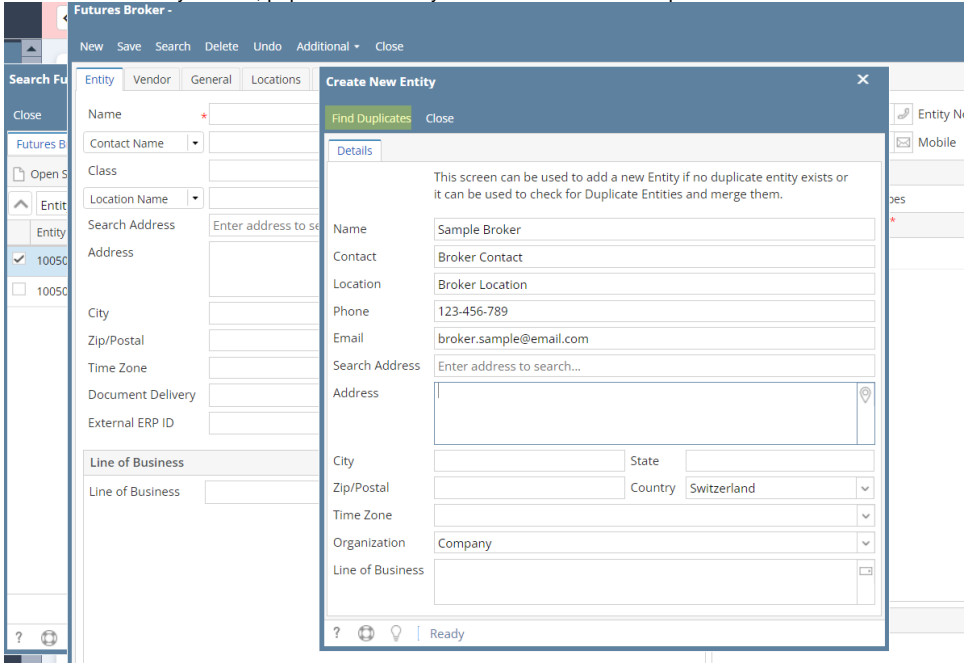 Futures Broker -
New Save Search Delete Undo Additional Close
Search Fu
Close
Futures B
Open S
Entit
Entity
10050
10050
Entity Vendor General Locations
Name *
Contact Name
Class
Location Name
Search Address Enter address to se
Address
City
Zip/Postal
Time Zone
Document Delivery
External ERP ID
Line of Business
Line of Business
Create New Entity
Find Duplicates Close
Details
This screen can be used to add a new Entity if no duplicate entity exists or
it can be used to check for Duplicate Entities and merge them.
Name Sample Broker
Contact Broker Contact
Location Broker Location
Phone 123-456-789
Email broker.sample@email.com
Search Address Enter address to search...
Address
City State
Zip/Postal Country Switzerland
Time Zone
Organization Company
Line of Business
? Ready
Entity No
Mobile
pes
*
?